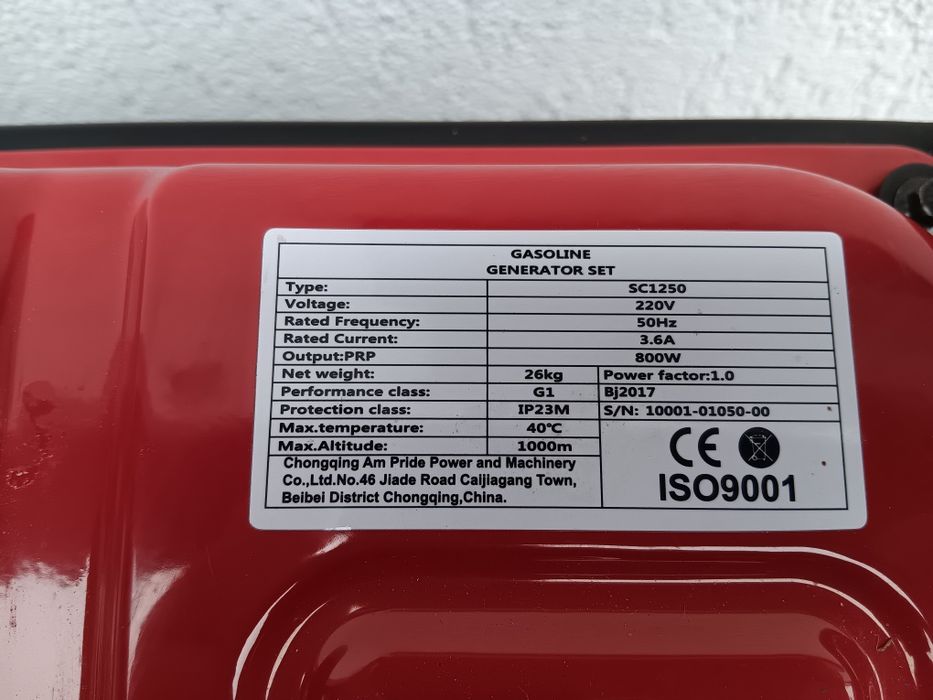 GASOLINE
GENERATOR SET
Type: SC1250
Voltage: 220V
Rated Frequency: 50Hz
Rated Current: 3.6A
Output:PRP 800W
Net weight: 26kg Power factor:1.0
Performance class: G1 Bj2017
Protection class: IP23M S/N: 10001-01050-00
Max.temperature: 40℃
Max.Altitude: 1000m
Chongqing Am Pride Power and Machinery
Co.,Ltd.No.46 Jiade Road Caljiagang Town,
Beibei District Chongqing,China.
CE
ISO9001